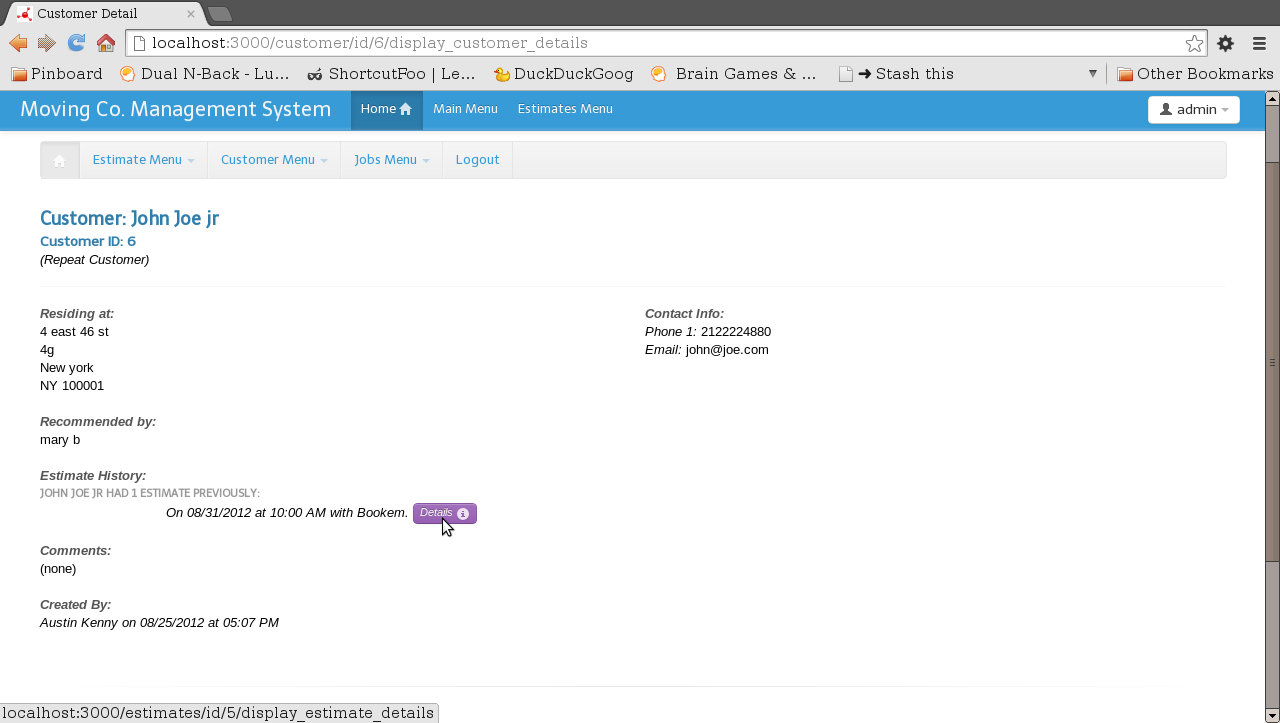 Customer Detail
localhost:3000/customer/id/6/display_customer_details
Pinboard Dual N-Back - Lu... ShortcutFoo | Le... DuckDuckGoog Brain Games & ... ➜ Stash this Other Bookmarks
Moving Co. Management System Home Main Menu Estimates Menu admin
Estimate Menu Customer Menu Jobs Menu Logout
Customer: John Joe jr
Customer ID: 6
(Repeat Customer)
Residing at:
4 east 46 st
4g
New york
NY 100001
Contact Info:
Phone 1: 2122224880
Email: john@joe.com
Recommended by:
mary b
Estimate History:
JOHN JOE JR HAD 1 ESTIMATE PREVIOUSLY:
On 08/31/2012 at 10:00 AM with Bookem. Details
Comments:
(none)
Created By:
Austin Kenny on 08/25/2012 at 05:07 PM
localhost:3000/estimates/id/5/display_estimate_details